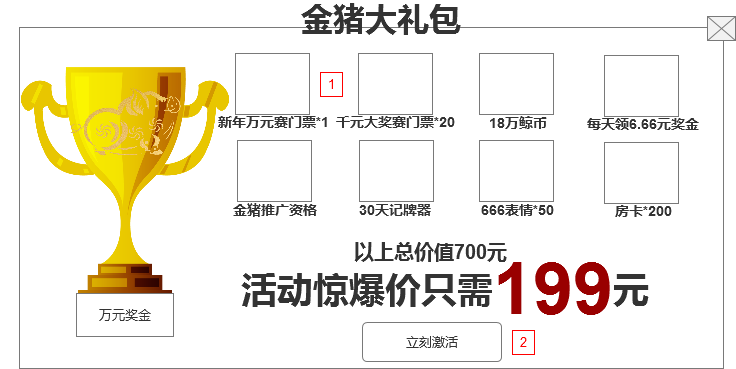 金猪大礼包
1
新年万元赛门票*1 千元大奖赛门票*20 18万鲸币 每天领6.66元奖金
金猪推广资格 30天记牌器 666表情*50 房卡*200
以上总价值700元
活动惊爆价只需199元
万元奖金
立刻激活 2